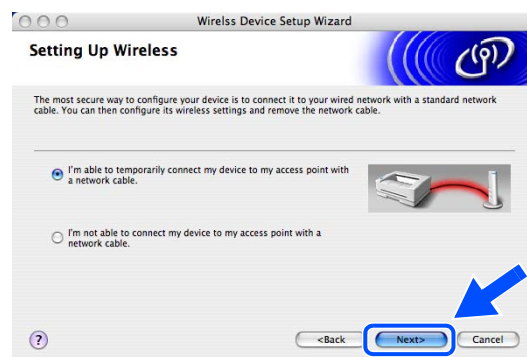 Wirelss Device Setup Wizard
Setting Up Wireless
The most secure way to configure your device is to connect it to your wired network with a standard network
cable. You can then configure its wireless settings and remove the network cable.
I'm able to temporarily connect my device to my access point with
a network cable.
I'm not able to connect my device to my access point with a
network cable.
?
<Back
Next>
Cancel